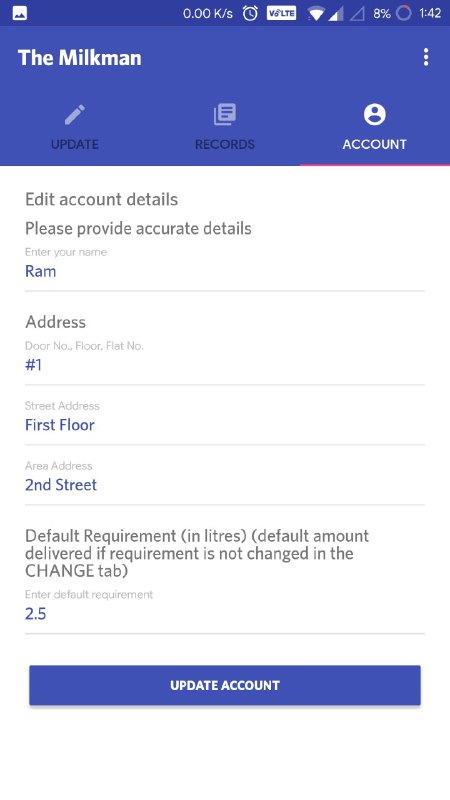 0.00 K/s VoLTE 8% 1:42
The Milkman
UPDATE RECORDS ACCOUNT
Edit account details
Please provide accurate details
Enter your name
Ram
Address
Door No., Floor, Flat No.
#1
Street Address
First Floor
Area Address
2nd Street
Default Requirement (in litres) (default amount
delivered if requirement is not changed in the
CHANGE tab)
Enter default requirement
2.5
UPDATE ACCOUNT